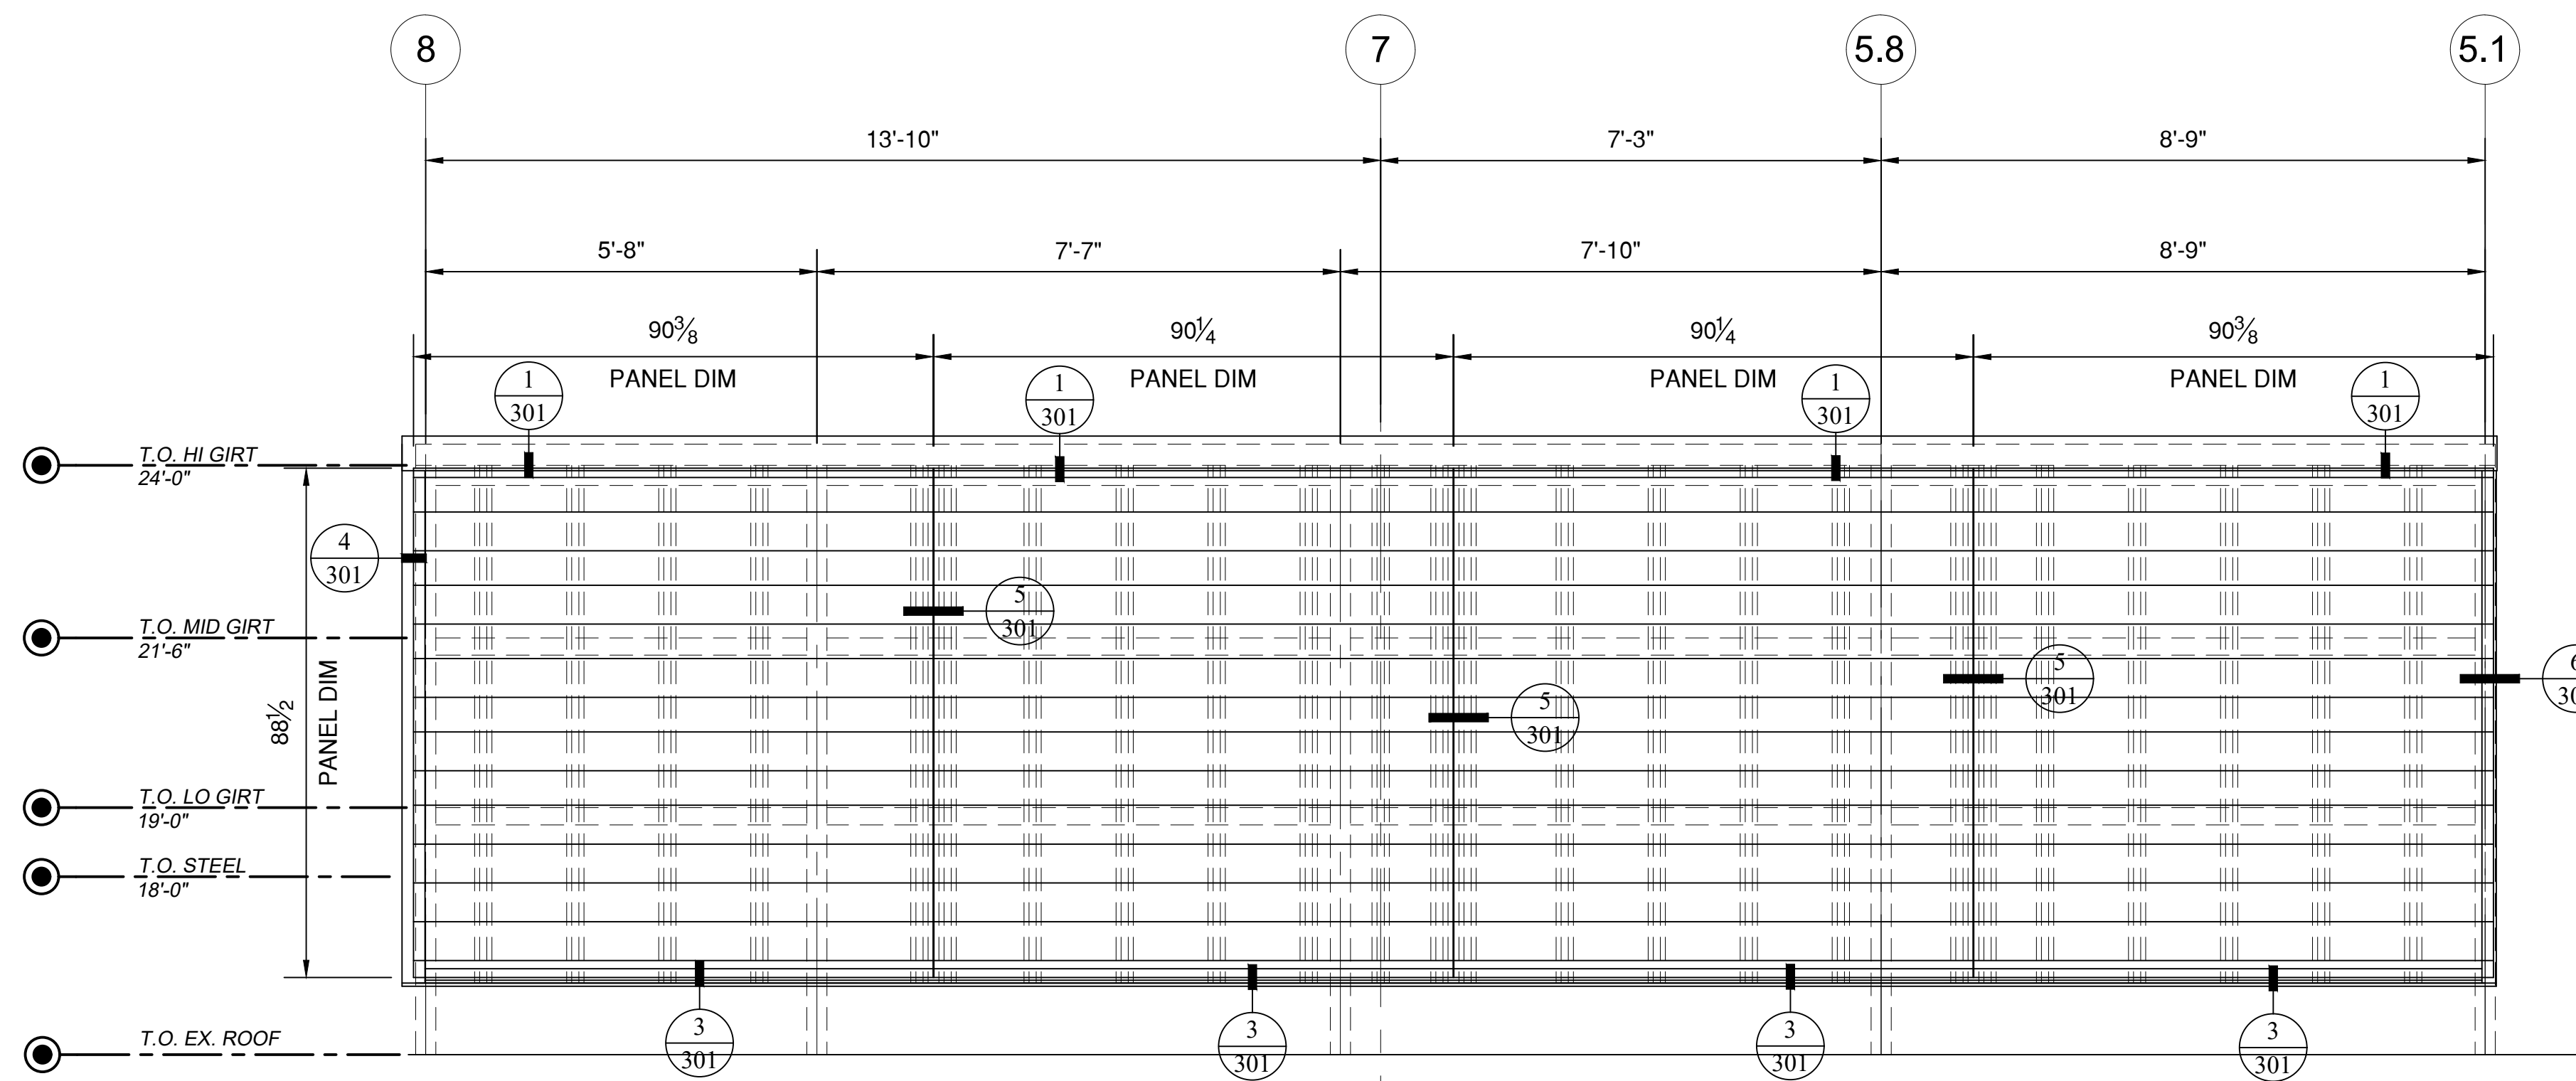 8 7 5.8 5.1
13'-10" 7'-3" 8'-9"
5'-8" 7'-7" 7'-10" 8'-9"
90⅜ 90¼ 90¼ 90⅜
PANEL DIM PANEL DIM PANEL DIM PANEL DIM
1 1 1 1
301 301 301 301
T.O. HI GIRT
24'-0"
4
301
5
301
T.O. MID GIRT
21'-6"
5
301
5
301
88½
PANEL DIM
T.O. LO GIRT
19'-0"
T.O. STEEL
18'-0"
T.O. EX. ROOF
3 3 3 3
301 301 301 301